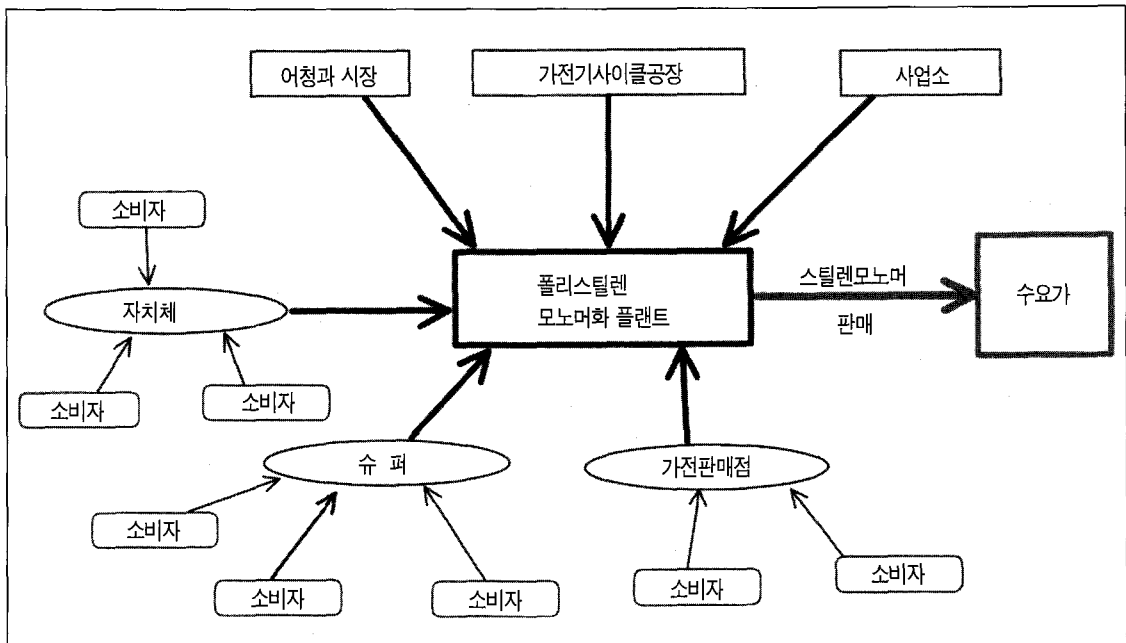 어청과 시장
가전기사이클공장
사업소
소비자
자치체
소비자
소비자
폴리스틸렌
모노머화 플랜트
스틸렌모노머
판매
수요가
슈 퍼
가전판매점
소비자
소비자
소비자
소비자
소비자